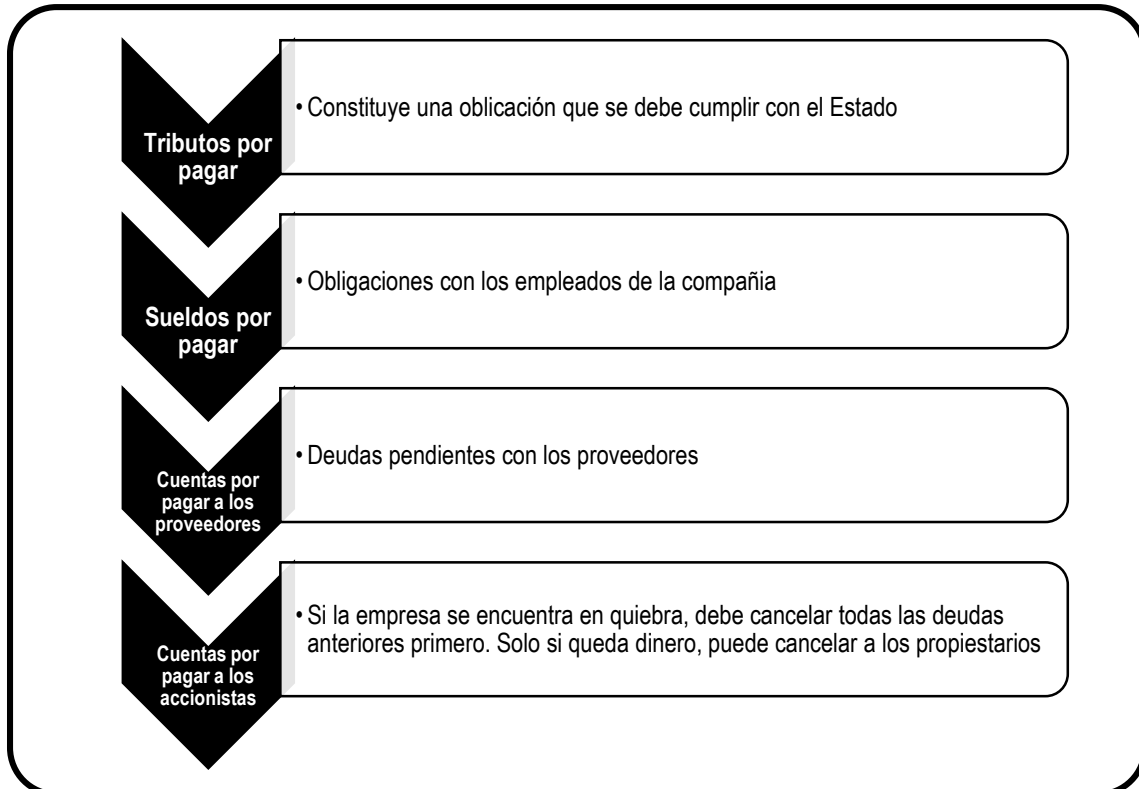 Tributos por
pagar
• Constituye una oblicación que se debe cumplir con el Estado
Sueldos por
pagar
• Obligaciones con los empleados de la compañia
Cuentas por
pagar a los
proveedores
• Deudas pendientes con los proveedores
Cuentas por
pagar a los
accionistas
• Si la empresa se encuentra en quiebra, debe cancelar todas las deudas
anteriores primero. Solo si queda dinero, puede cancelar a los propiestarios